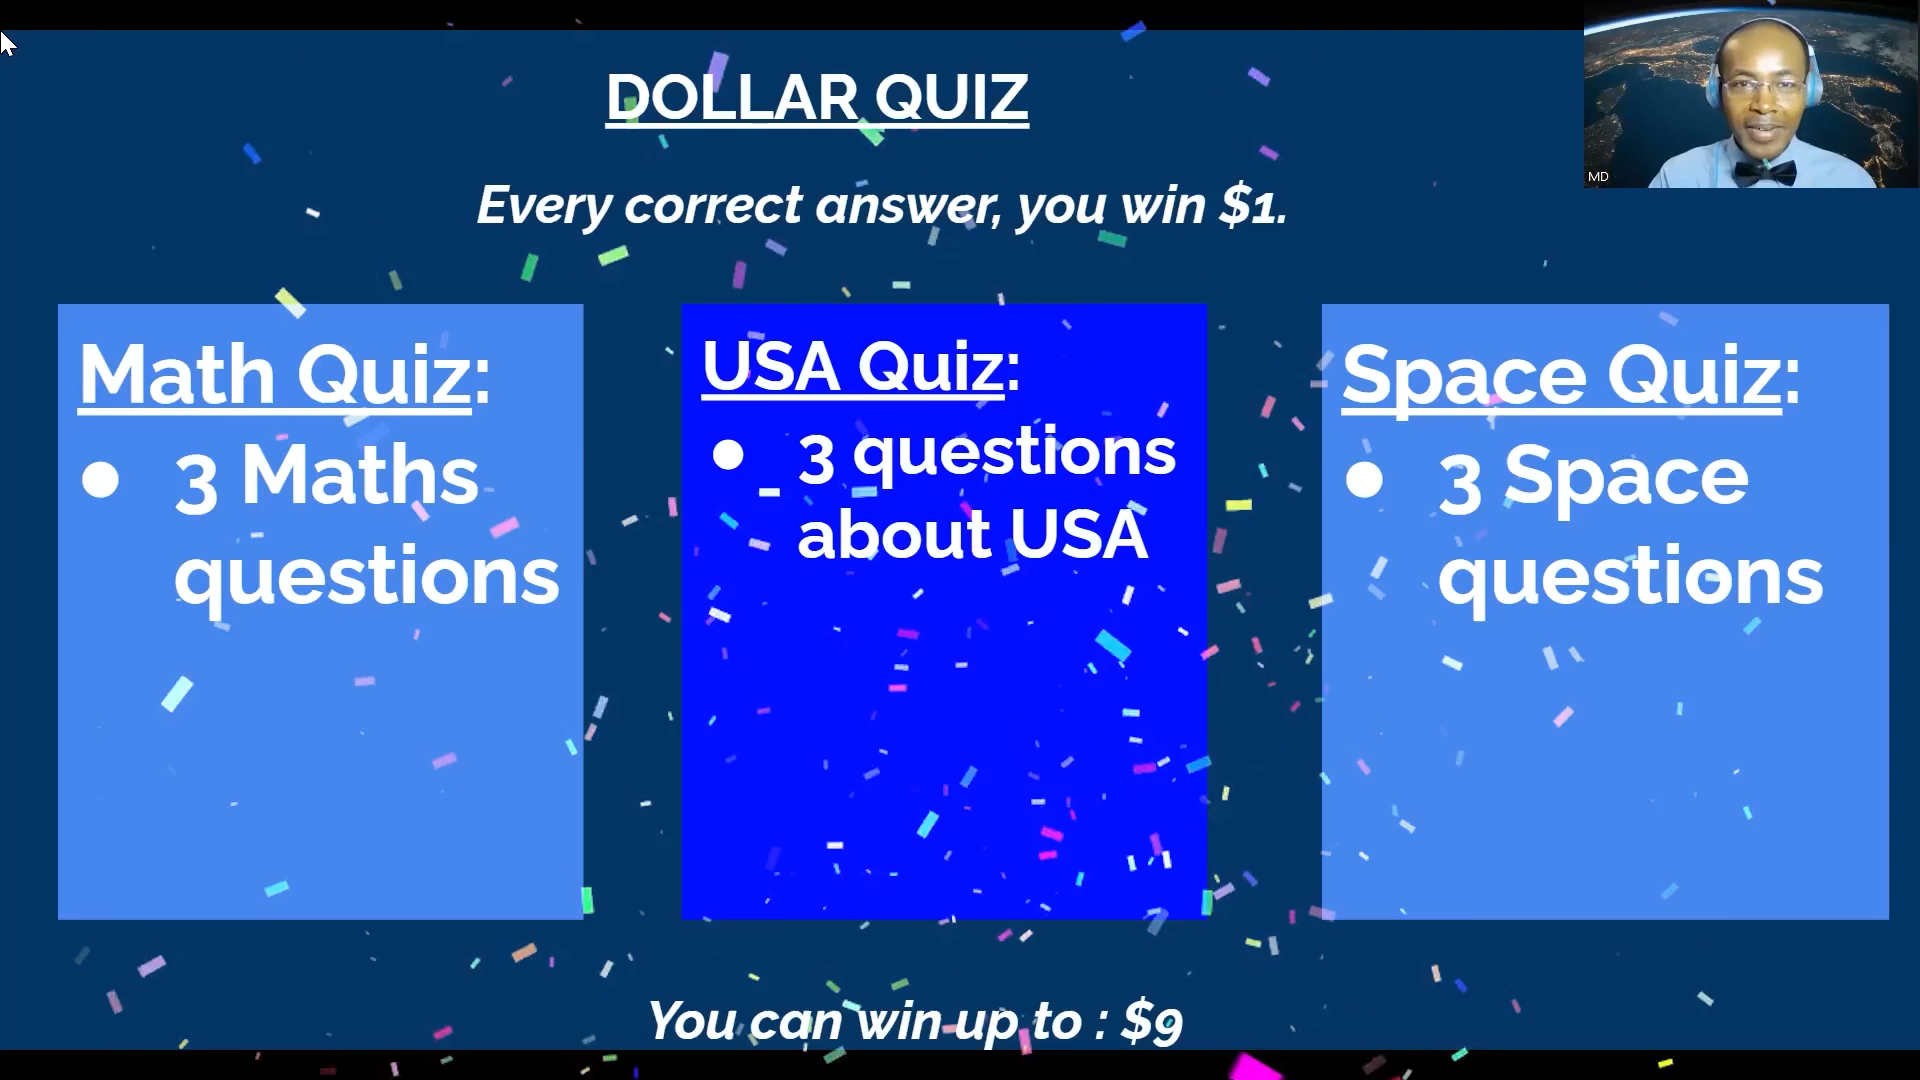 DOLLAR QUIZ
Every correct answer, you win $1.
MD
Math Quiz:
● 3 Maths
questions
USA Quiz:
● 3 questions
about USA
Space Quiz:
● 3 Space
questions
You can win up to : $9